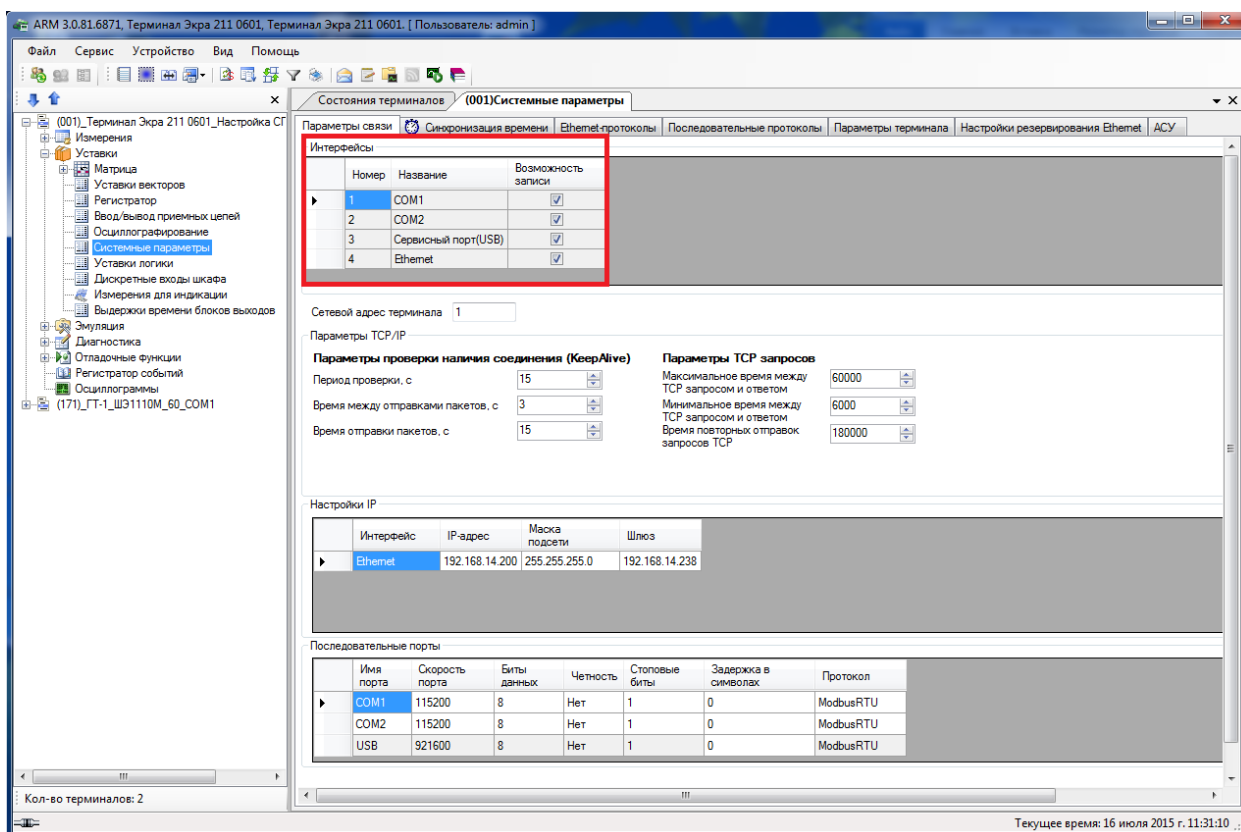 ARM 3.0.81.6871, Терминал Экра 211 0601, Терминал Экра 211 0601. [ Пользователь: admin ]
Файл Сервис Устройство Вид Помощь
Состояния терминалов (001)Системные параметры
(001)_Терминал Экра 211 0601_Настройка СГ
Измерения
Уставки
Матрица
Уставки векторов
Регистратор
Ввод/вывод приемных цепей
Осциллографирование
Системные параметры
Уставки логики
Дискретные входы шкафа
Измерения для индикации
Выдержки времени блоков выходов
Эмуляция
Диагностика
Отладочные функции
Регистратор событий
Осциллограммы
(171)_ГТ-1_ШЭ1110М_60_COM1
Кол-во терминалов: 2
Параметры связи Синхронизация времени Ethernet-протоколы Последовательные протоколы Параметры терминала Настройки резервирования Ethernet АСУ
Интерфейсы
Номер Название Возможность записи
1 COM1
2 COM2
3 Сервисный порт(USB)
4 Ethernet
Сетевой адрес терминала 1
Параметры TCP/IP
Параметры проверки наличия соединения (KeepAlive) Параметры TCP запросов
Период проверки, с 15 Максимальное время между TCP запросом и ответом 60000
Время между отправками пакетов, с 3 Минимальное время между TCP запросом и ответом 6000
Время отправки пакетов, с 15 Время повторных отправок запросов TCP 180000
Настройки IP
Интерфейс IP-адрес Маска подсети Шлюз
Ethernet 192.168.14.200 255.255.255.0 192.168.14.238
Последовательные порты
Имя порта Скорость порта Биты данных Четность Стоповые биты Задержка в символах Протокол
COM1 115200 8 Нет 1 0 ModbusRTU
COM2 115200 8 Нет 1 0 ModbusRTU
USB 921600 8 Нет 1 0 ModbusRTU
Текущее время: 16 июля 2015 г. 11:31:10